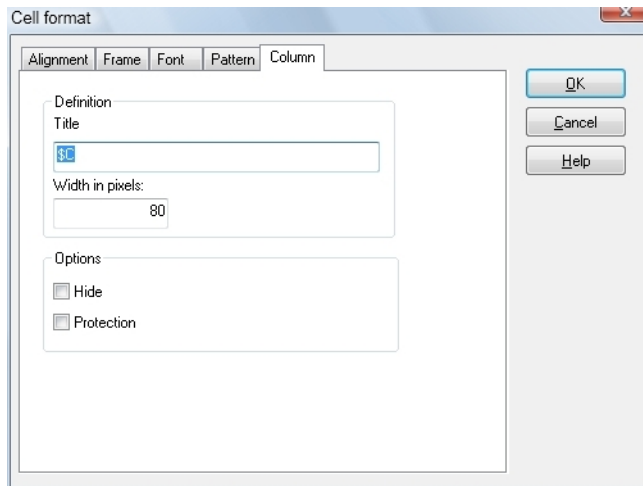 Cell format
Alignment Frame Font Pattern Column
Definition
Title
$C
Width in pixels:
80
Options
Hide
Protection
OK
Cancel
Help